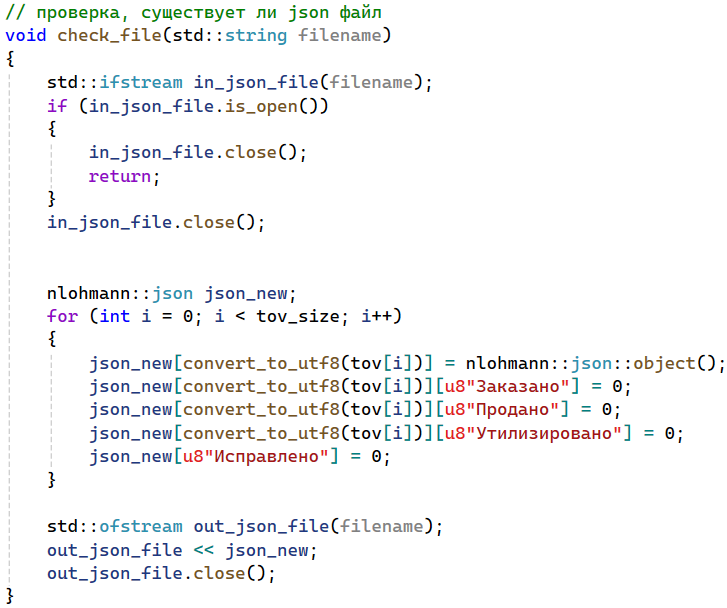 // проверка, существует ли json файл
void check_file(std::string filename)
{
std::ifstream in_json_file(filename);
if (in_json_file.is_open())
{
in_json_file.close();
return;
}
in_json_file.close();
nlohmann::json json_new;
for (int i = 0; i < tov_size; i++)
{
json_new[convert_to_utf8(tov[i])] = nlohmann::json::object();
json_new[convert_to_utf8(tov[i])][u8"Заказано"] = 0;
json_new[convert_to_utf8(tov[i])][u8"Продано"] = 0;
json_new[convert_to_utf8(tov[i])][u8"Утилизировано"] = 0;
json_new[u8"Исправлено"] = 0;
}
std::ofstream out_json_file(filename);
out_json_file << json_new;
out_json_file.close();
}